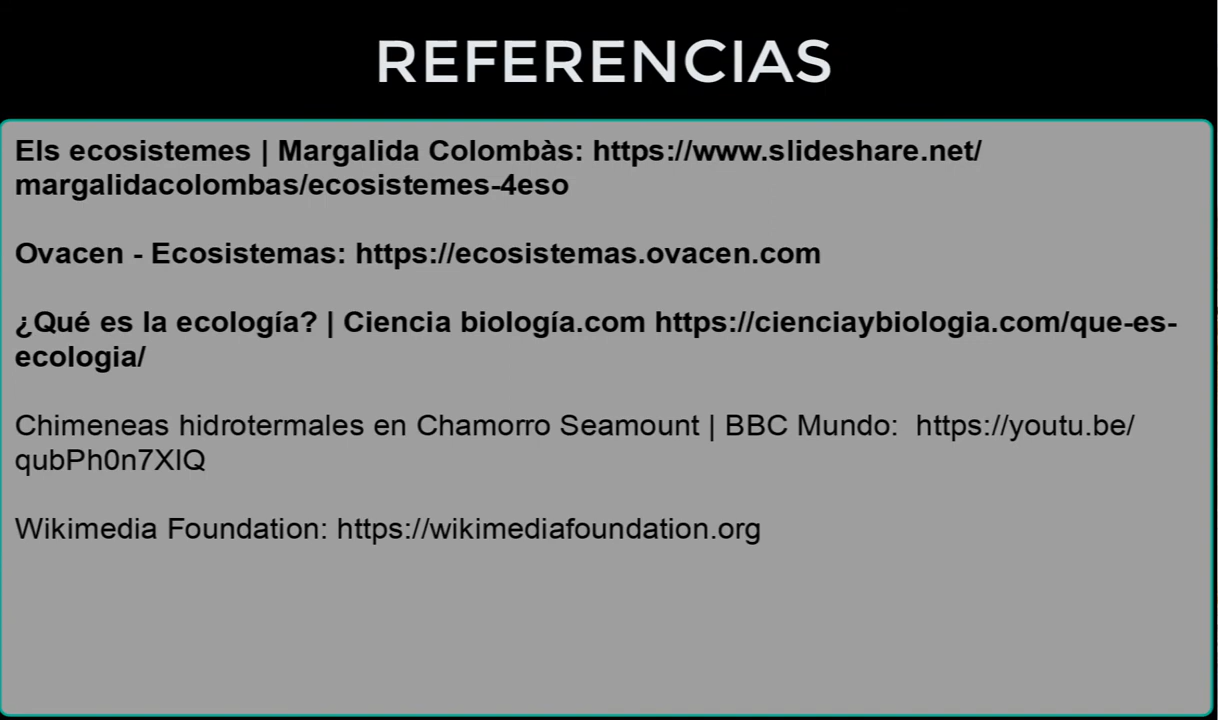 REFERENCIAS
Els ecosistemes | Margalida Colombàs: https://www.slideshare.net/
margalidacolombas/ecosistemes-4eso
Ovacen - Ecosistemas: https://ecosistemas.ovacen.com
¿Qué es la ecología? | Ciencia biología.com https://cienciaybiologia.com/que-es-
ecologia/
Chimeneas hidrotermales en Chamorro Seamount | BBC Mundo:  https://youtu.be/
qubPh0n7XlQ
Wikimedia Foundation: https://wikimediafoundation.org